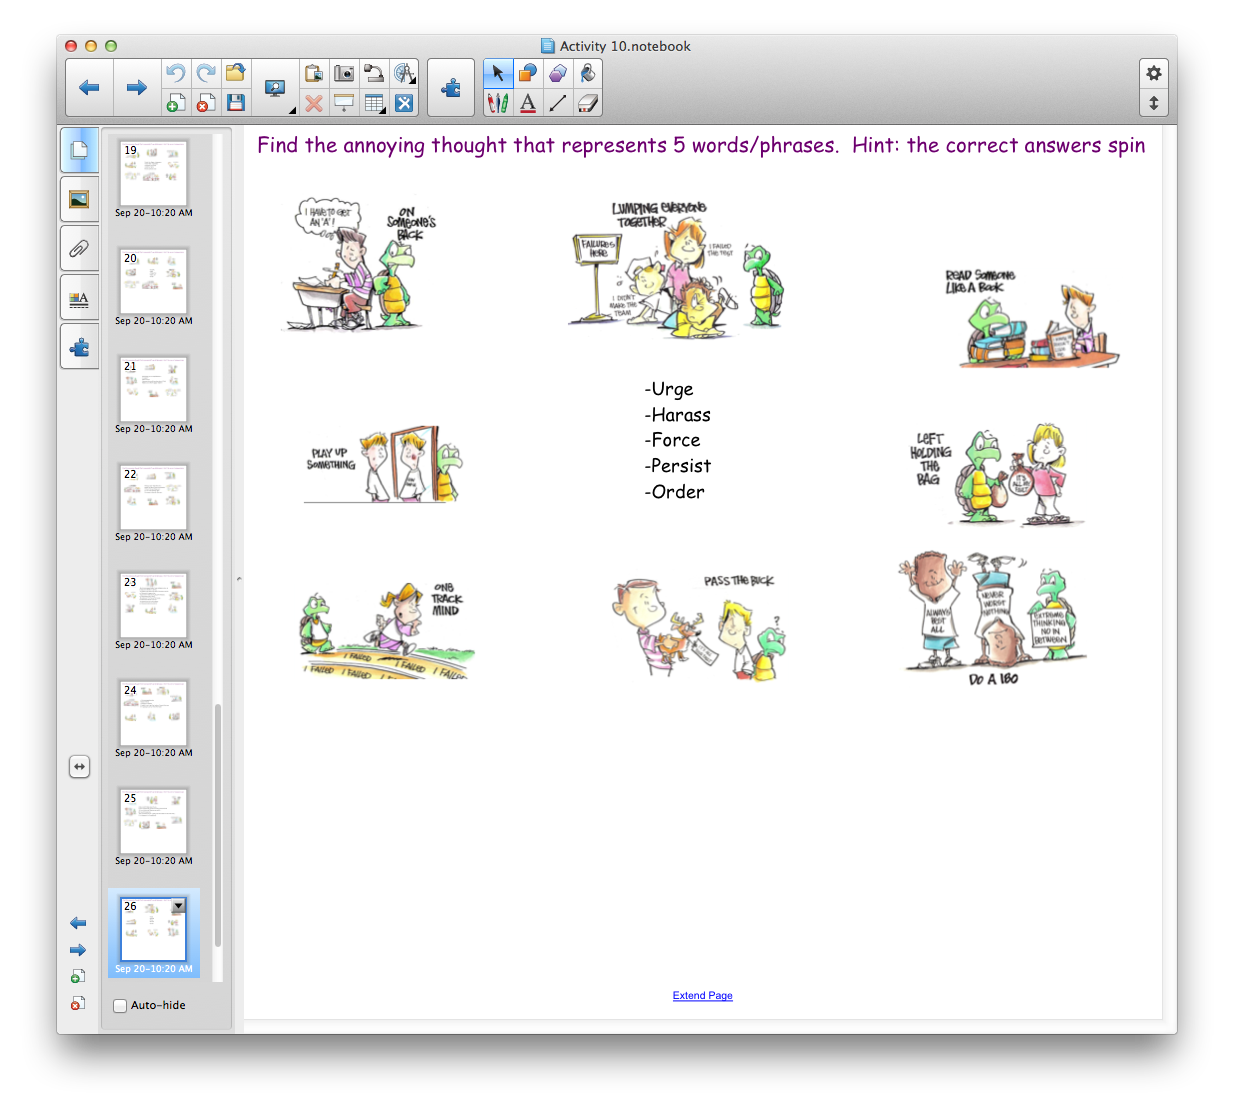 Activity 10.notebook
Find the annoying thought that represents 5 words/phrases.  Hint: the correct answers spin
19
Sep 20-10:20 AM
20
Sep 20-10:20 AM
21
Sep 20-10:20 AM
22
Sep 20-10:20 AM
23
Sep 20-10:20 AM
24
Sep 20-10:20 AM
25
Sep 20-10:20 AM
26
Sep 20-10:20 AM
Auto-hide
I HAVE TO GET
AN 'A'!
ON
SOMEONE'S
BACK
LUMPING EVERYONE
TOGETHER
FAILURES
HERE
I FAILED
THE TEST
I DIDN'T
MAKE THE
TEAM
READ SOMEONE
LIKE A BOOK
-Urge
-Harass
-Force
-Persist
-Order
PLAY UP
SOMETHING
LEFT
HOLDING
THE
BAG
IT'S
ALL MY
FAULT
ONE
TRACK
MIND
I FAILED
I FAILED
I FAILED
I FAILED
I FAILED
I FAILED
PASS THE BUCK
?
ALWAYS
BEST
ALL
NEVER
WORST
NOTHING
EXTREME
THINKING
NO IN
BETWEEN
DO A 180
Extend Page